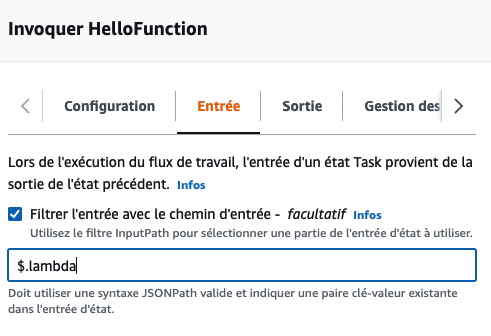 Invoquer HelloFunction
Configuration Entrée Sortie Gestion des
Lors de l'exécution du flux de travail, l'entrée d'un état Task provient de la
sortie de l'état précédent. Infos
Filtrer l'entrée avec le chemin d'entrée - facultatif Infos
Utilisez le filtre InputPath pour sélectionner une partie de l'entrée d'état à utiliser.
$.lambda
Doit utiliser une syntaxe JSONPath valide et indiquer une paire clé-valeur existante
dans l'entrée d'état.